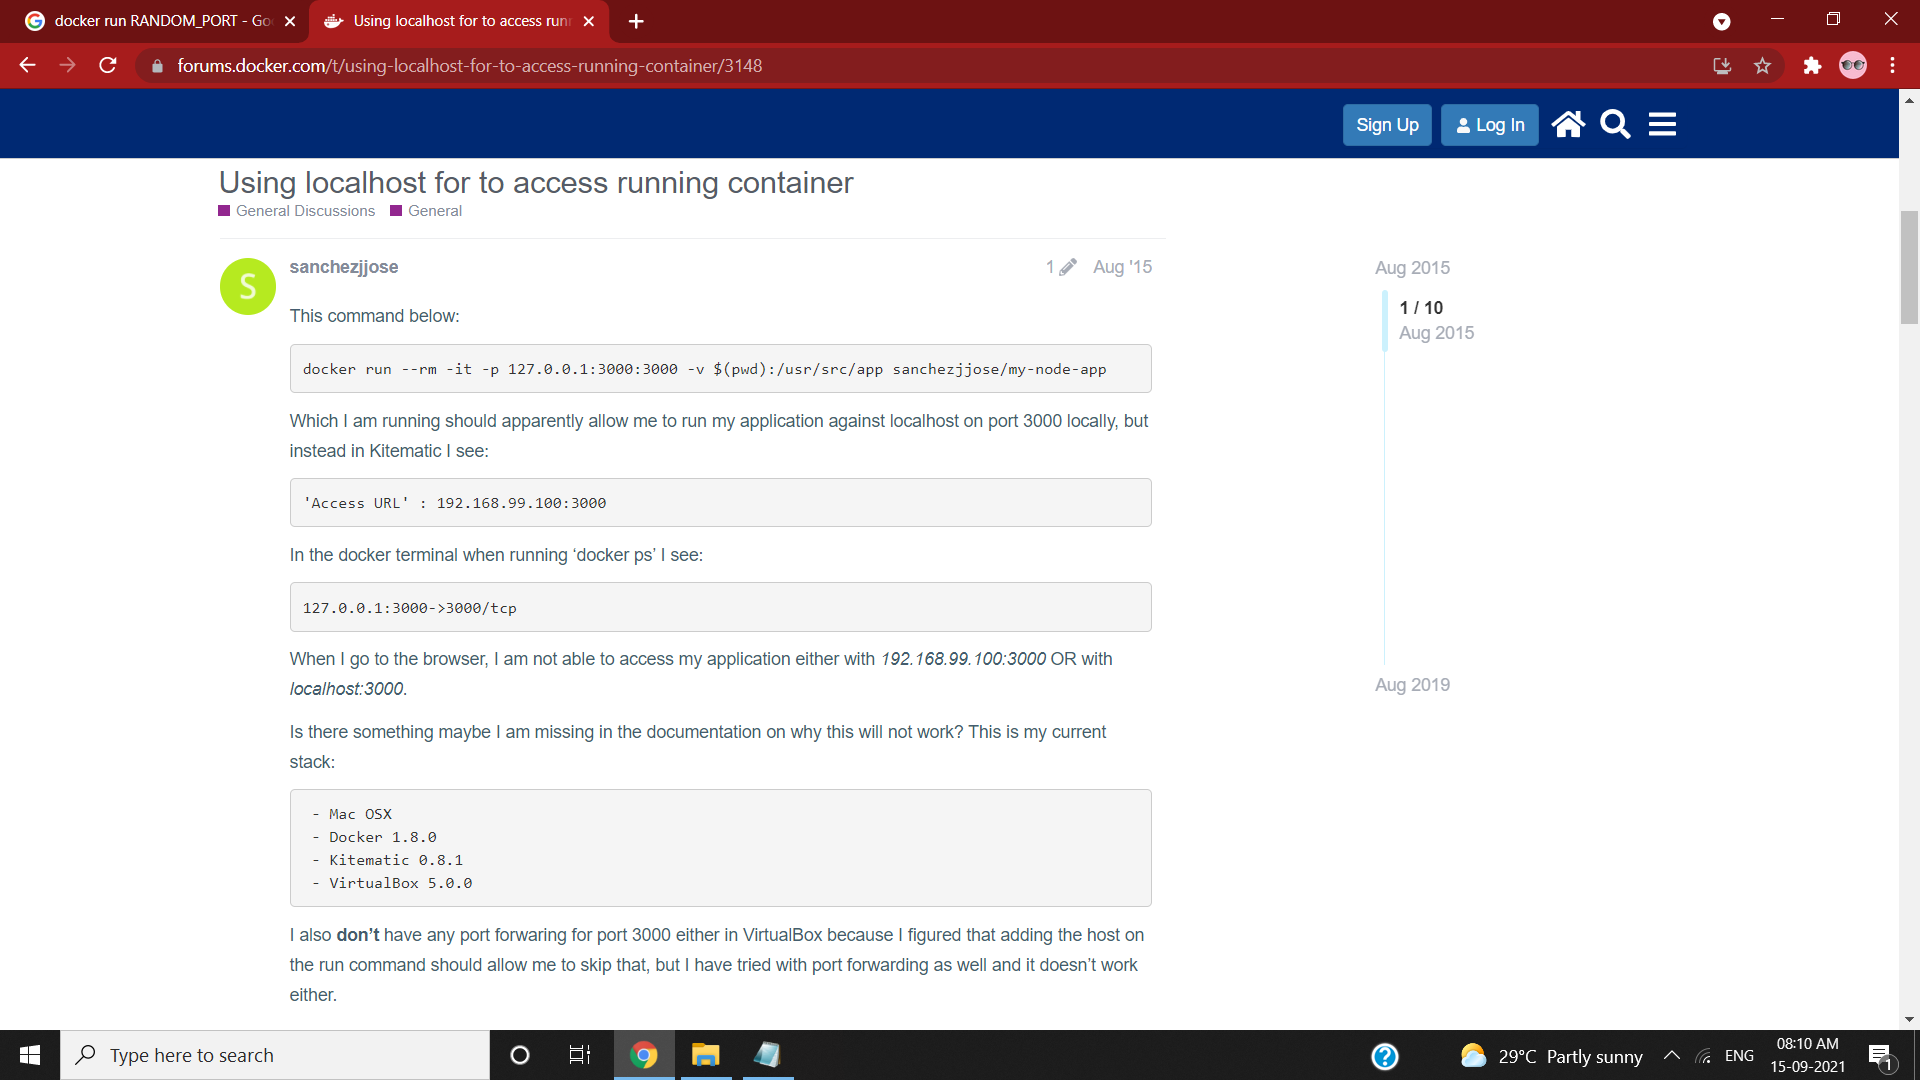 docker run RANDOM_PORT - Go
Using localhost for to access run
forums.docker.com/t/using-localhost-for-to-access-running-container/3148
Sign Up
Log In
Using localhost for to access running container
General Discussions
General
S
sanchezjjose
1
Aug '15
This command below:
docker run --rm -it -p 127.0.0.1:3000:3000 -v $(pwd):/usr/src/app sanchezjjose/my-node-app
Which I am running should apparently allow me to run my application against localhost on port 3000 locally, but
instead in Kitematic I see:
'Access URL' : 192.168.99.100:3000
In the docker terminal when running ‘docker ps’ I see:
127.0.0.1:3000->3000/tcp
When I go to the browser, I am not able to access my application either with 192.168.99.100:3000 OR with
localhost:3000.
Is there something maybe I am missing in the documentation on why this will not work? This is my current
stack:
- Mac OSX
- Docker 1.8.0
- Kitematic 0.8.1
- VirtualBox 5.0.0
I also don’t have any port forwaring for port 3000 either in VirtualBox because I figured that adding the host on
the run command should allow me to skip that, but I have tried with port forwarding as well and it doesn’t work
either.
Aug 2015
1 / 10
Aug 2015
Aug 2019
Type here to search
29°C Partly sunny
ENG
08:10 AM
15-09-2021
1